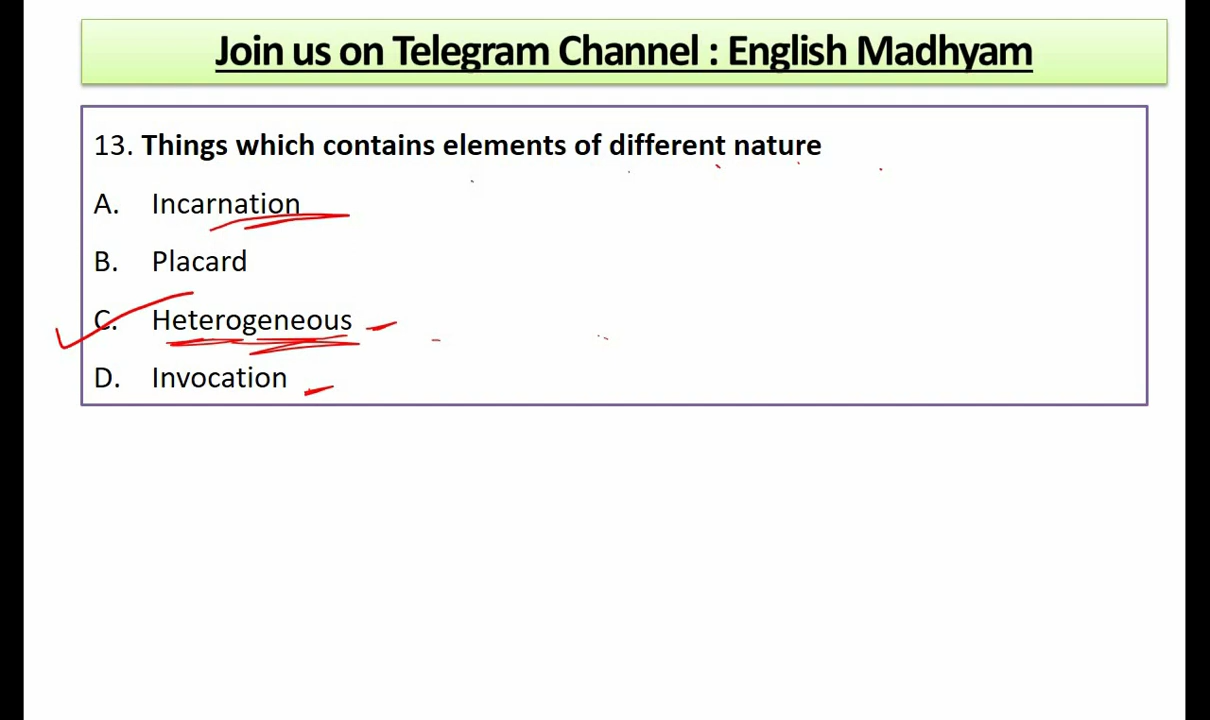 Join us on Telegram Channel : English Madhyam
13. Things which contains elements of different nature
A. Incarnation
B. Placard
C. Heterogeneous
D. Invocation